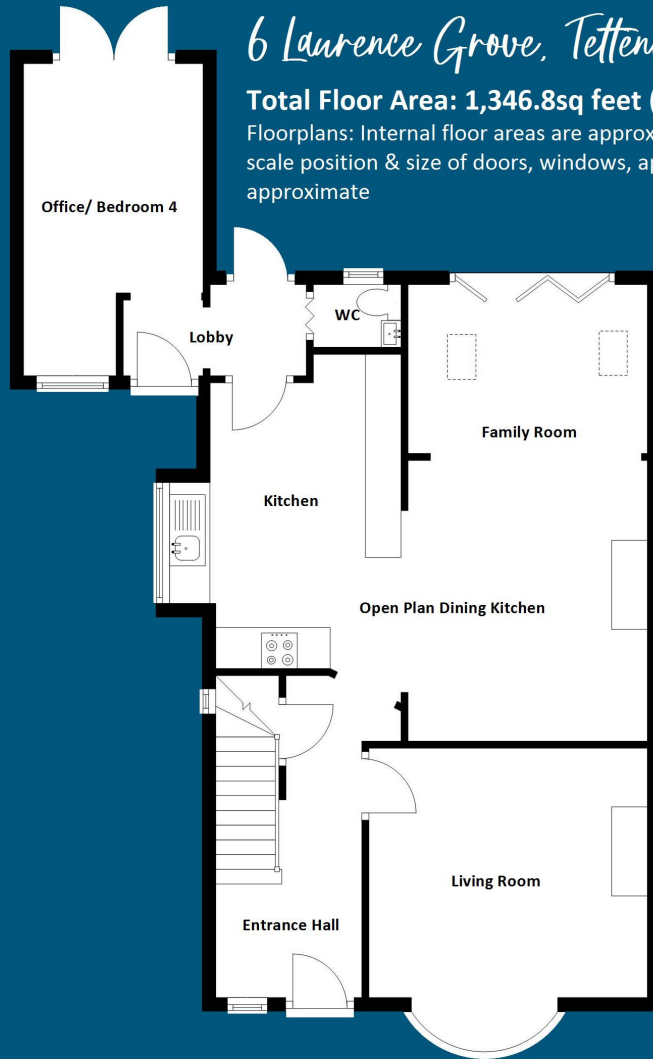 6 Laurence Grove,
Total Floor Area: 1,346.8sq feet (
Floorplans: Internal floor areas are
scale position & size of doors, windows,
approximate
Office/ Bedroom 4
Lobby
WC
Family Room
Kitchen
Open Plan Dining Kitchen
Living Room
Entrance Hall